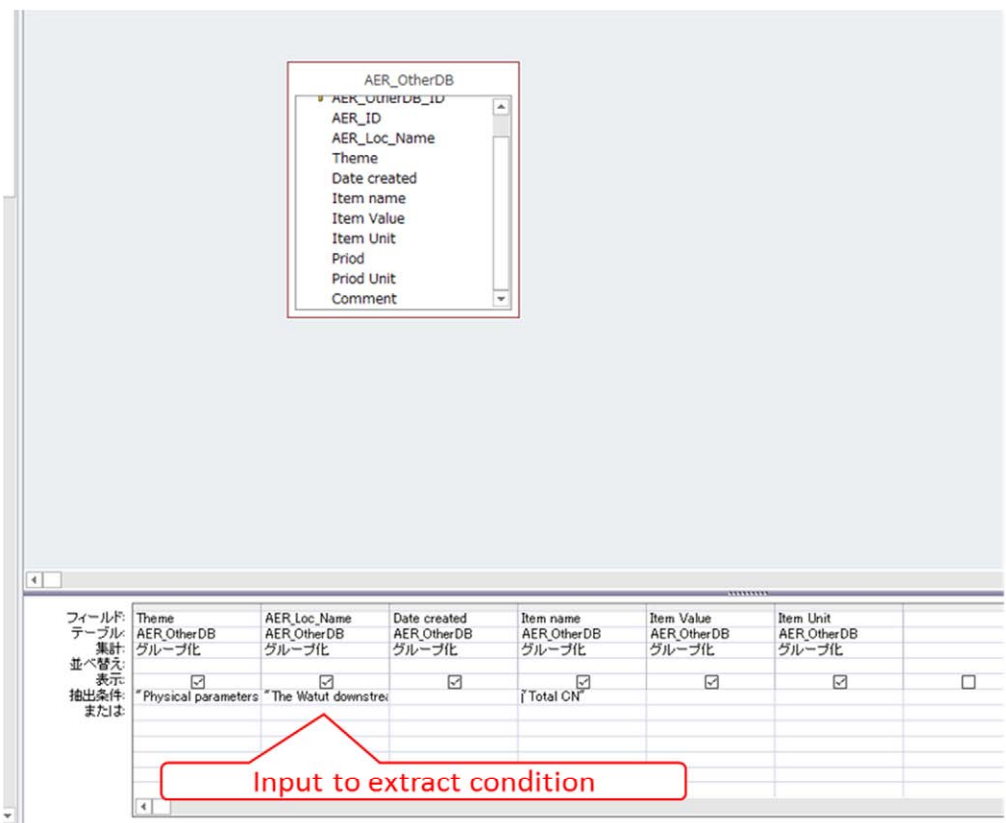 AER_OtherDB
AER_OtherDB_ID
AER_ID
AER_Loc_Name
Theme
Date created
Item name
Item Value
Item Unit
Priod
Priod Unit
Comment
フィールド: Theme AER_Loc_Name Date created Item name Item Value Item Unit
テーブル: AER_OtherDB AER_OtherDB AER_OtherDB AER_OtherDB AER_OtherDB AER_OtherDB
集計: グループ化 グループ化 グループ化 グループ化 グループ化 グループ化
並べ替え:
表示:
抽出条件: "Physical parameters "The Watut downstrea "Total CN"
または:
Input to extract condition